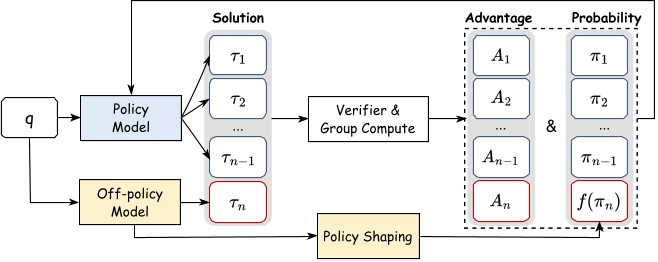 Solution
Advantage
Probability
q
Policy
Model
τ1
τ2
...
τn−1
τn
Off-policy
Model
Verifier &
Group Compute
Policy Shaping
A1
A2
...
An−1
An
&
π1
π2
...
πn−1
f(πn)